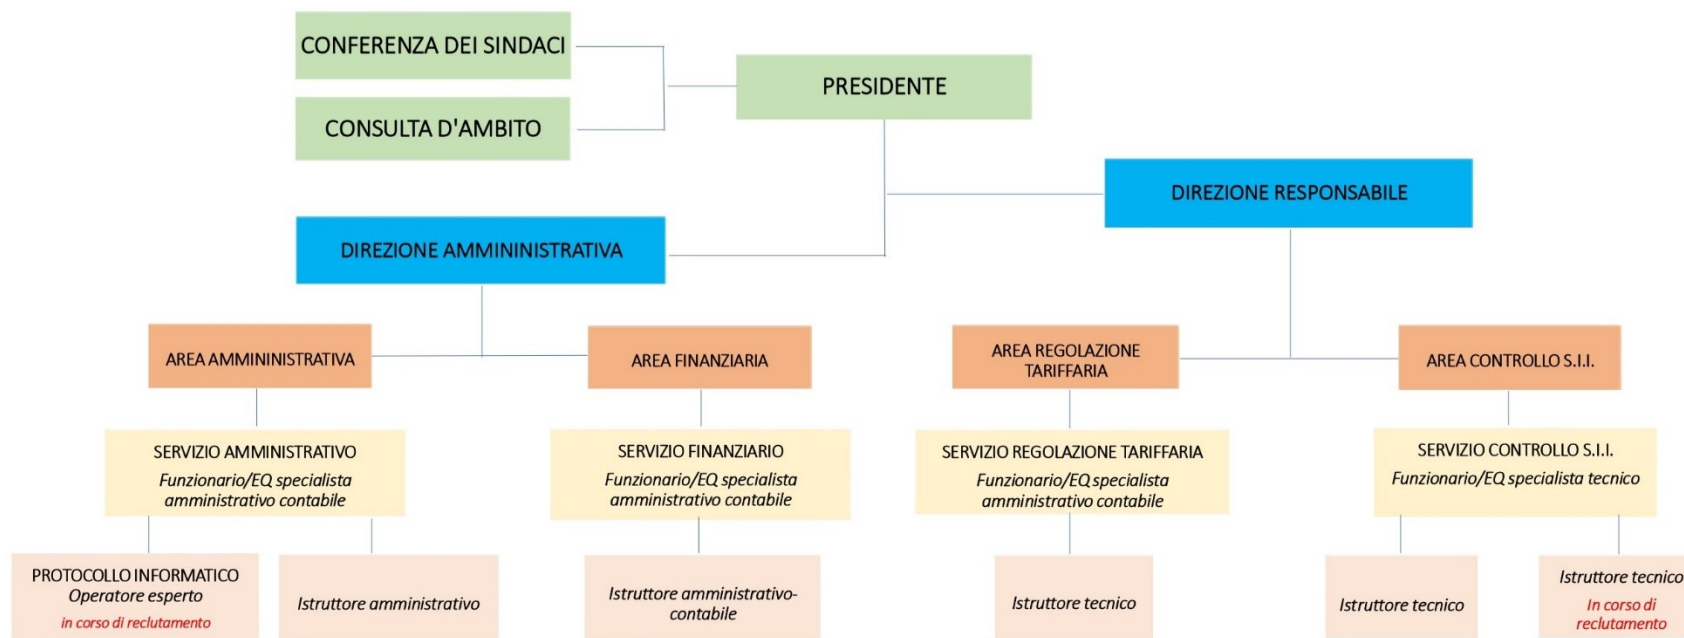 CONFERENZA DEI SINDACI
PRESIDENTE
CONSULTA D'AMBITO
DIREZIONE RESPONSABILE
DIREZIONE AMMININISTRATIVA
AREA AMMININISTRATIVA
AREA FINANZIARIA
AREA REGOLAZIONE
TARIFFARIA
AREA CONTROLLO S.I.I.
SERVIZIO AMMINISTRATIVO
Funzionario/EQ specialista
amministrativo contabile
SERVIZIO FINANZIARIO
Funzionario/EQ specialista
amministrativo contabile
SERVIZIO REGOLAZIONE TARIFFARIA
Funzionario/EQ specialista
amministrativo contabile
SERVIZIO CONTROLLO S.I.I.
Funzionario/EQ specialista tecnico
PROTOCOLLO INFORMATICO
Operatore esperto
in corso di reclutamento
Istruttore amministrativo
Istruttore amministrativo-
contabile
Istruttore tecnico
Istruttore tecnico
Istruttore tecnico
In corso di
reclutamento